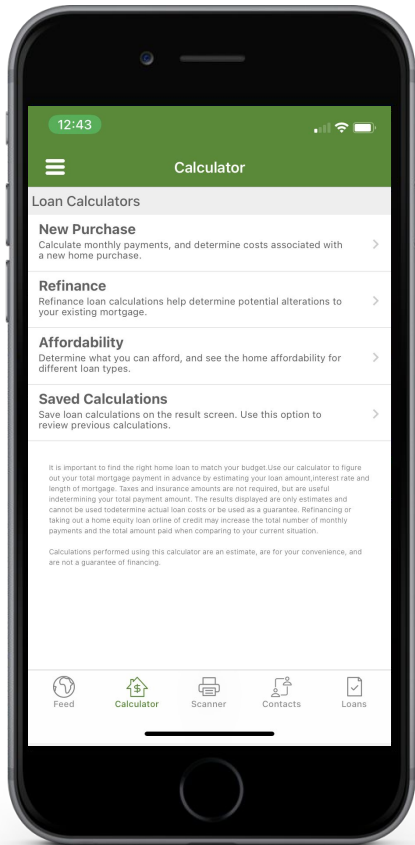 12:43
Calculator
Loan Calculators
New Purchase
Calculate monthly payments, and determine costs associated with
a new home purchase.
Refinance
Refinance loan calculations help determine potential alterations to
your existing mortgage.
Affordability
Determine what you can afford, and see the home affordability for
different loan types.
Saved Calculations
Save loan calculations on the result screen. Use this option to
review previous calculations.
It is important to find the right home loan to match your budget.Use our calculator to figure
out your total mortgage payment in advance by estimating your loan amount,interest rate and
length of mortgage. Taxes and insurance amounts are not required, but are useful
indetermining your total payment amount. The results displayed are only estimates and
cannot be used todetermine actual loan costs or be used as a guarantee. Refinancing or
taking out a home equity loan orline of credit may increase the total number of monthly
payments and the total amount paid when comparing to your current situation.
Calculations performed using this calculator are an estimate, are for your convenience, and
are not a guarantee of financing.
Feed Calculator Scanner Contacts Loans